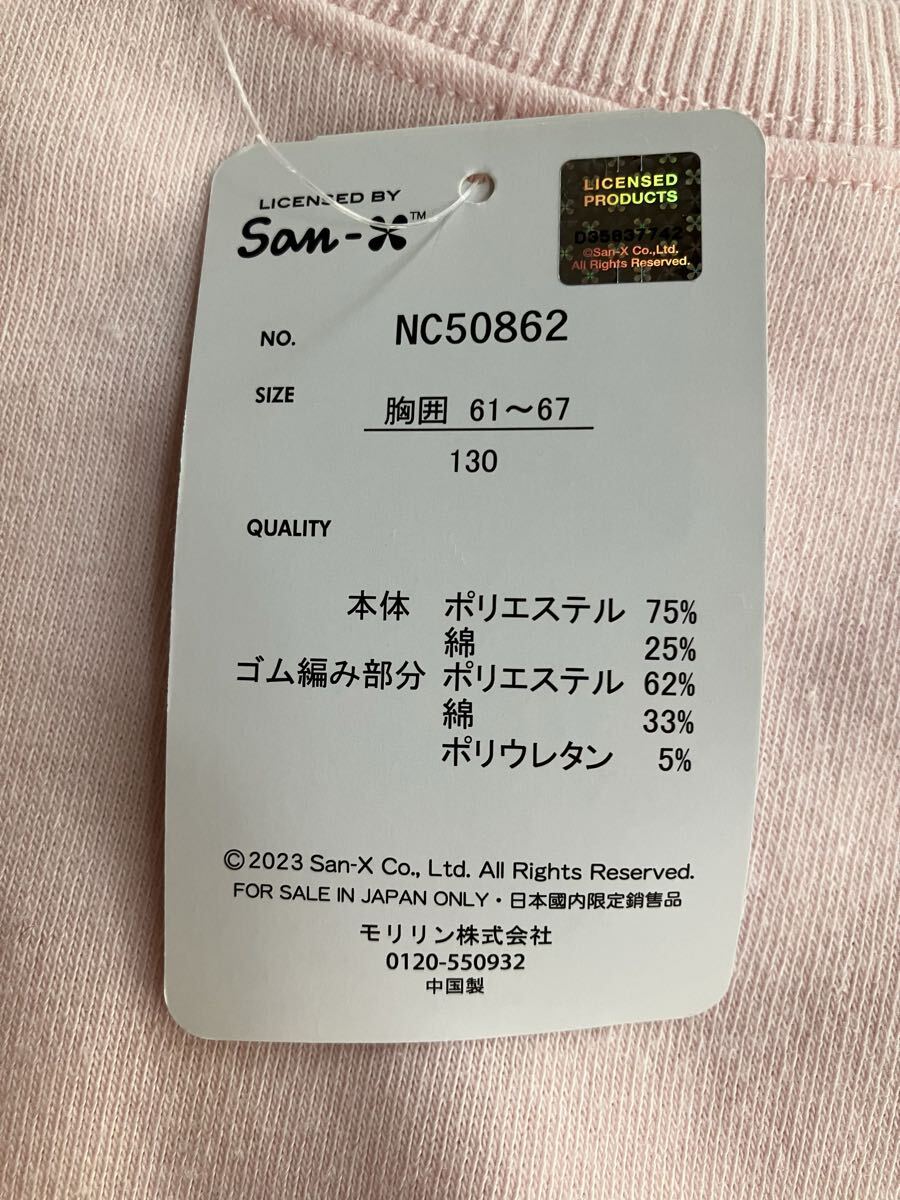 LICENSED BY
San-X™
LICENSED
PRODUCTS
D35837742
©San-X Co.,Ltd.
All Rights Reserved.
NO. NC50862
SIZE 胸囲 61〜67
130
QUALITY
本体 ポリエステル 75%
綿 25%
ゴム編み部分 ポリエステル 62%
綿 33%
ポリウレタン 5%
©2023 San-X Co., Ltd. All Rights Reserved.
FOR SALE IN JAPAN ONLY・日本國内限定銷售品
モリリン株式会社
0120-550932
中国製